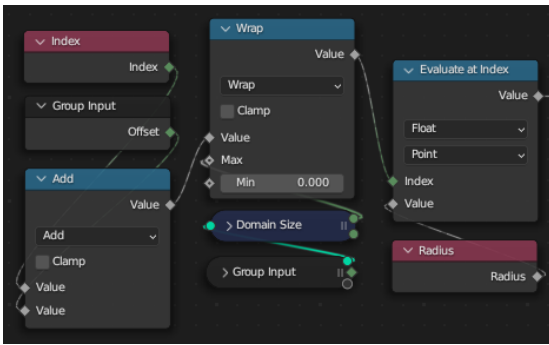 Index
Index
Group Input
Offset
Add
Value
Add
Clamp
Value
Value
Wrap
Value
Wrap
Clamp
Value
Max
Min 0.000
Domain Size
Group Input
Evaluate at Index
Value
Float
Point
Index
Value
Radius
Radius